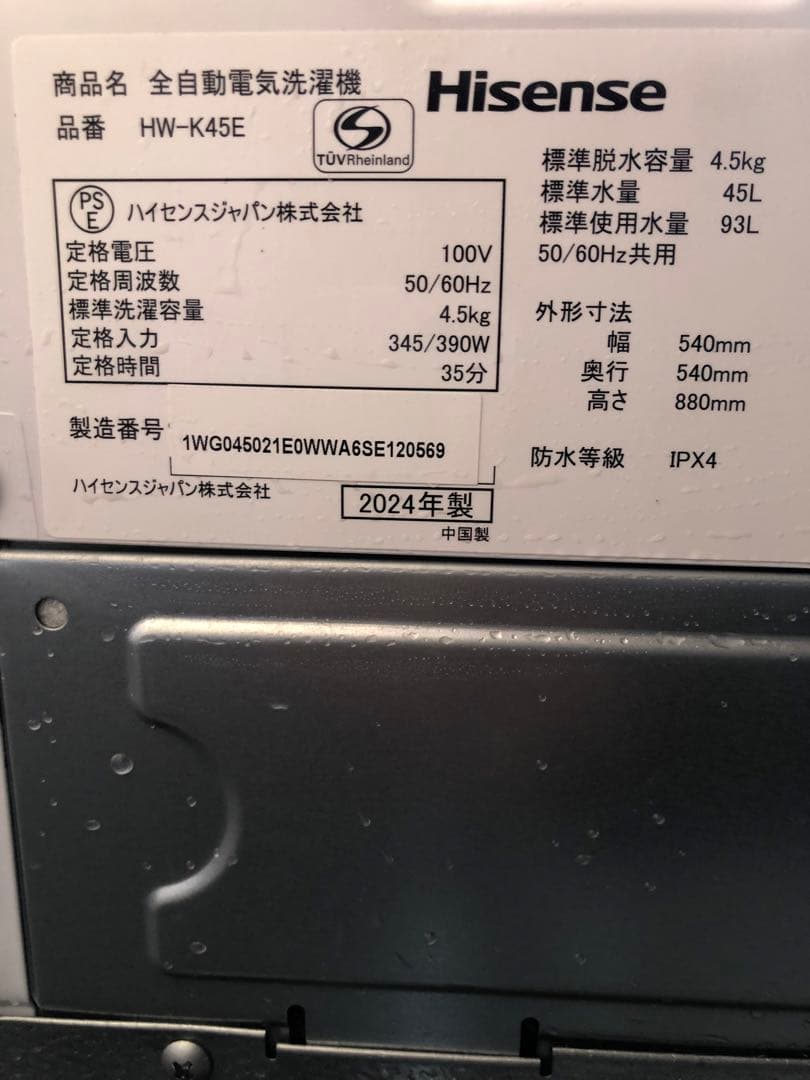 商品名 全自動電気洗濯機
Hisense
品番 HW-K45E
TÜVRheinland
PS
E
ハイセンスジャパン株式会社
定格電圧 100V
定格周波数 50/60Hz
標準洗濯容量 4.5kg
定格入力 345/390W
定格時間 35分
製造番号 1WG045021E0WWA6SE120569
ハイセンスジャパン株式会社
2024年製
中国製
標準脱水容量 4.5kg
標準水量 45L
標準使用水量 93L
50/60Hz共用
外形寸法
幅 540mm
奥行 540mm
高さ 880mm
防水等級 IPX4